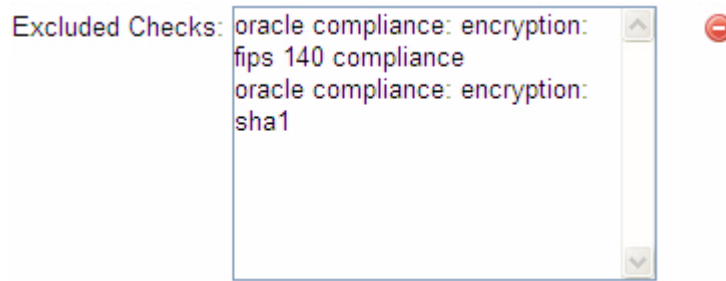 Excluded Checks: oracle compliance: encryption:
fips 140 compliance
oracle compliance: encryption:
sha1